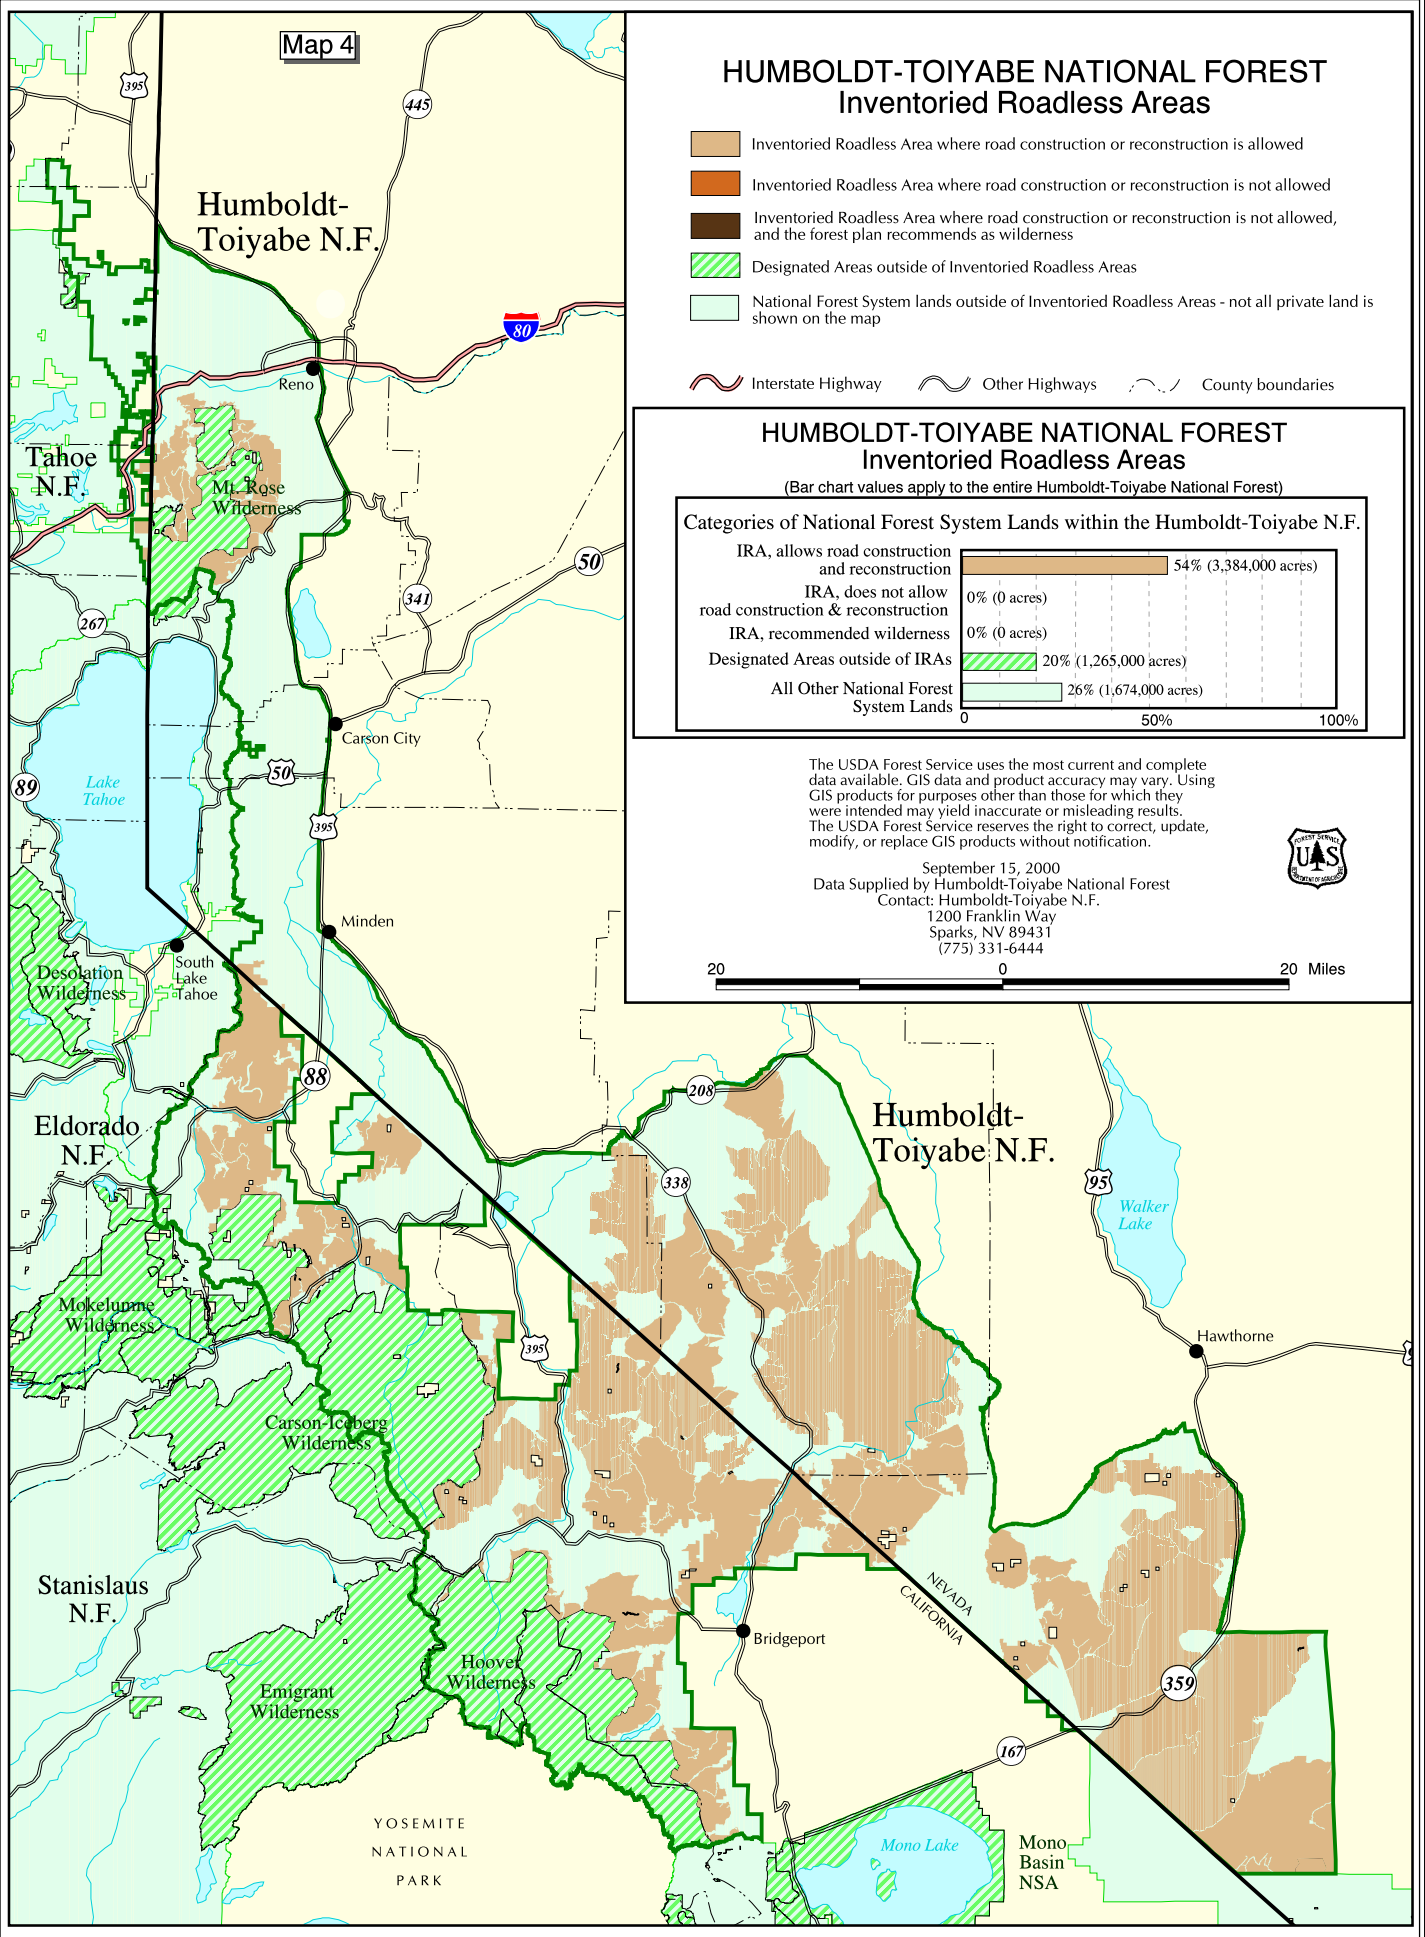 Map 4
HUMBOLDT-TOIYABE NATIONAL FOREST
Inventoried Roadless Areas
Inventoried Roadless Area where road construction or reconstruction is allowed
Inventoried Roadless Area where road construction or reconstruction is not allowed
Inventoried Roadless Area where road construction or reconstruction is not allowed,
and the forest plan recommends as wilderness
Designated Areas outside of Inventoried Roadless Areas
National Forest System lands outside of Inventoried Roadless Areas - not all private land is
shown on the map
Interstate Highway
Other Highways
County boundaries
HUMBOLDT-TOIYABE NATIONAL FOREST
Inventoried Roadless Areas
(Bar chart values apply to the entire Humboldt-Toiyabe National Forest)
Categories of National Forest System Lands within the Humboldt-Toiyabe N.F.
IRA, allows road construction
and reconstruction
54% (3,384,000 acres)
IRA, does not allow
road construction & reconstruction
0% (0 acres)
IRA, recommended wilderness
0% (0 acres)
Designated Areas outside of IRAs
20% (1,265,000 acres)
All Other National Forest
System Lands
26% (1,674,000 acres)
0
50%
100%
The USDA Forest Service uses the most current and complete
data available. GIS data and product accuracy may vary. Using
GIS products for purposes other than those for which they
were intended may yield inaccurate or misleading results.
The USDA Forest Service reserves the right to correct, update,
modify, or replace GIS products without notification.
FOREST SERVICE
US
DEPARTMENT OF AGRICULTURE
September 15, 2000
Data Supplied by Humboldt-Toiyabe National Forest
Contact: Humboldt-Toiyabe N.F.
1200 Franklin Way
Sparks, NV 89431
(775) 331-6444
20
0
20 Miles
395
445
Humboldt-
Toiyabe N.F.
80
Reno
Tahoe
N.F.
Mt. Rose
Wilderness
50
341
267
Carson City
50
89
Lake
Tahoe
395
Minden
South
Lake
Tahoe
Desolation
Wilderness
88
208
Humboldt-
Toiyabe N.F.
Eldorado
N.F.
338
95
Walker
Lake
Mokelumne
Wilderness
395
Hawthorne
Carson-Iceberg
Wilderness
Stanislaus
N.F.
NEVADA
CALIFORNIA
Bridgeport
Hoover
Wilderness
Emigrant
Wilderness
359
167
YOSEMITE
NATIONAL
PARK
Mono Lake
Mono
Basin
NSA